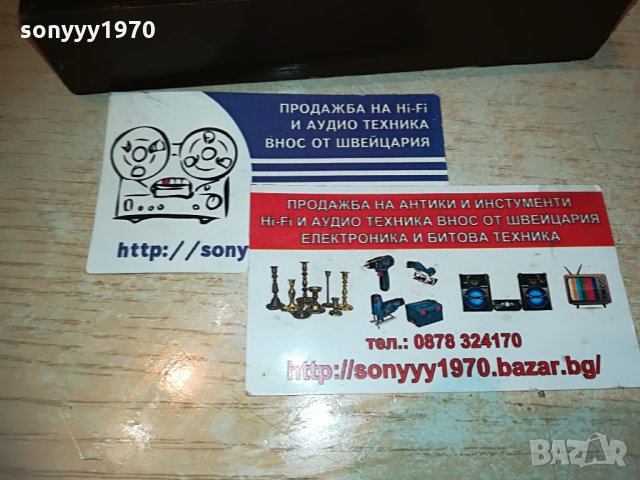 sonyyy1970
ПРОДАЖБА НА Hi-Fi
И АУДИО ТЕХНИКА
ВНОС ОТ ШВЕЙЦАРИЯ
http://sony
ПРОДАЖБА НА АНТИКИ И ИНСТУМЕНТИ
Hi-Fi И АУДИО ТЕХНИКА ВНОС ОТ ШВЕЙЦАРИЯ
ЕЛЕКТРОНИКА И БИТОВА ТЕХНИКА
тел.: 0878 324170
http://sonyyy1970.bazar.bg/
BAZAR
bg